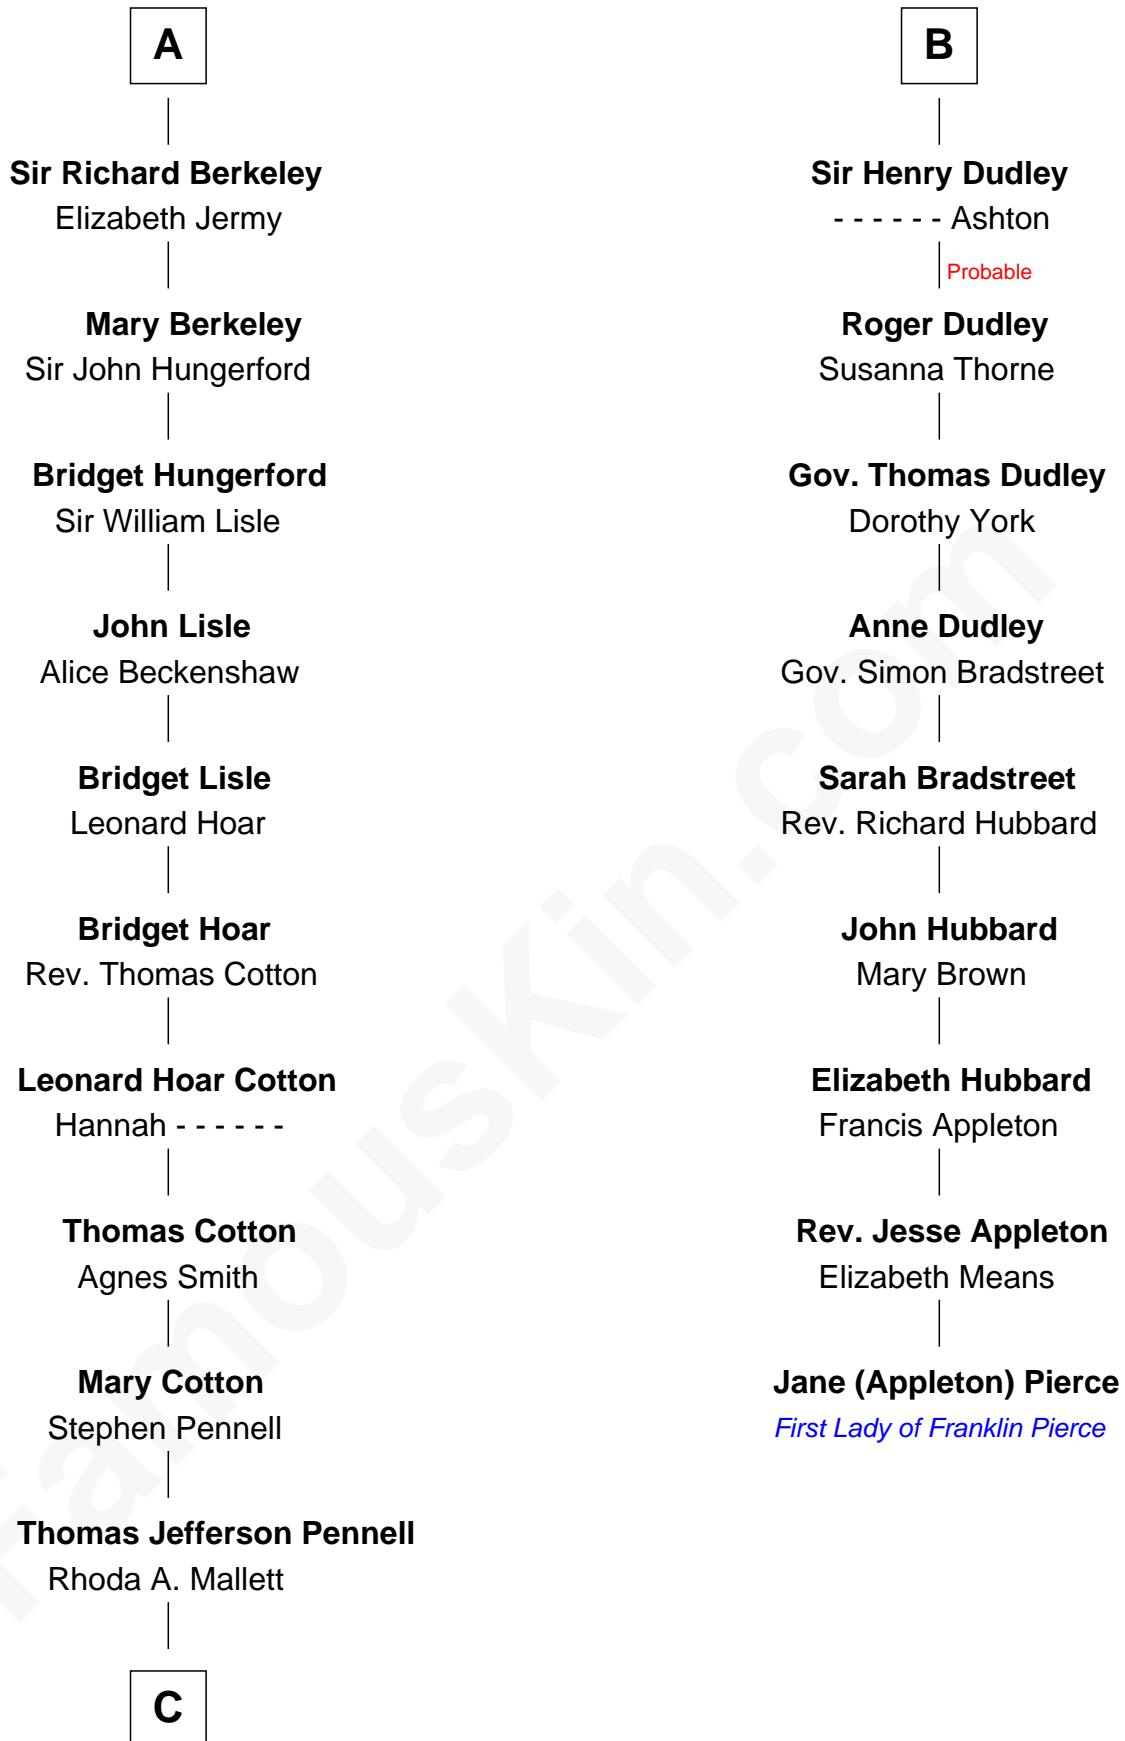 A
Sir Richard Berkeley
Elizabeth Jermy
Mary Berkeley
Sir John Hungerford
Bridget Hungerford
Sir William Lisle
John Lisle
Alice Beckenshaw
Bridget Lisle
Leonard Hoar
Bridget Hoar
Rev. Thomas Cotton
Leonard Hoar Cotton
Hannah - - - - - -
Thomas Cotton
Agnes Smith
Mary Cotton
Stephen Pennell
Thomas Jefferson Pennell
Rhoda A. Mallett
C
B
Sir Henry Dudley
- - - - - - Ashton
Probable
Roger Dudley
Susanna Thorne
Gov. Thomas Dudley
Dorothy York
Anne Dudley
Gov. Simon Bradstreet
Sarah Bradstreet
Rev. Richard Hubbard
John Hubbard
Mary Brown
Elizabeth Hubbard
Francis Appleton
Rev. Jesse Appleton
Elizabeth Means
Jane (Appleton) Pierce
First Lady of Franklin Pierce
FamousKin.com